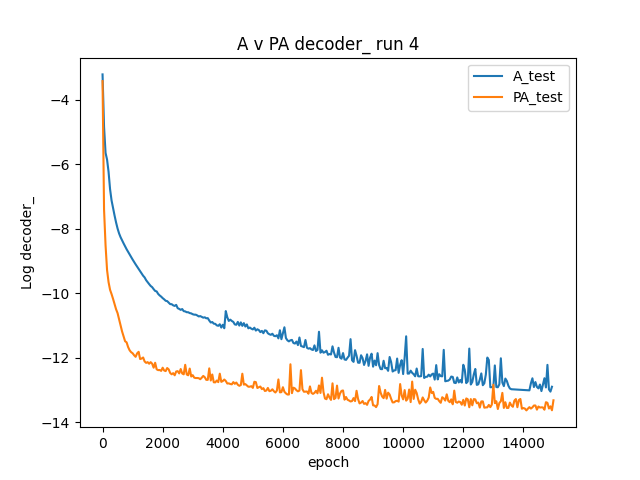 A v PA decoder_ run 4
A_test
PA_test
Log decoder_
−4
−6
−8
−10
−12
−14
0 2000 4000 6000 8000 10000 12000 14000
epoch